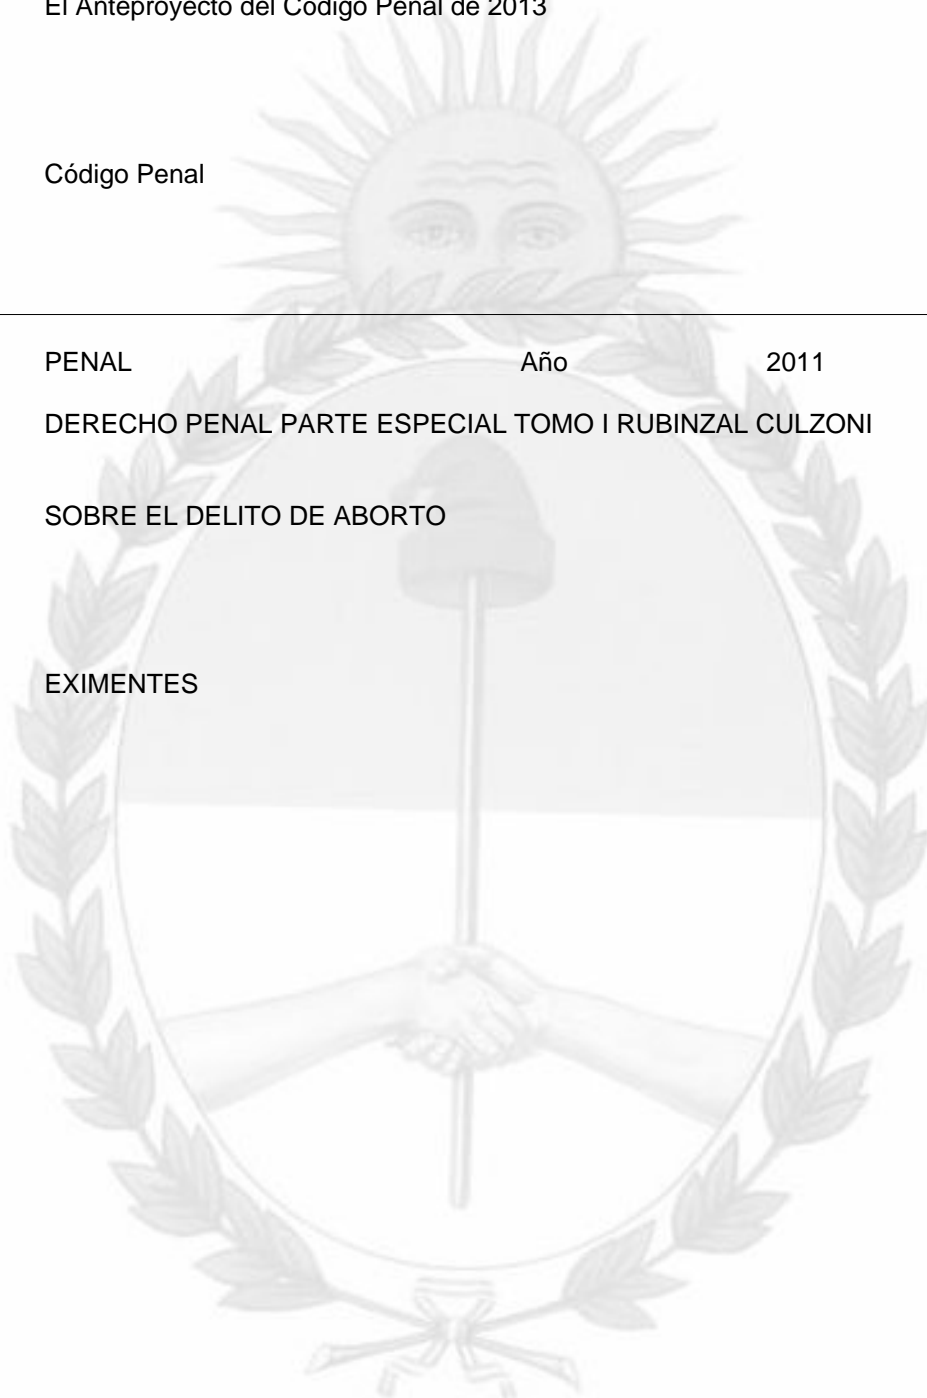 El Anteproyecto del Código Penal de 2013
Código Penal
PENAL Año 2011
DERECHO PENAL PARTE ESPECIAL TOMO I RUBINZAL CULZONI
SOBRE EL DELITO DE ABORTO
EXIMENTES